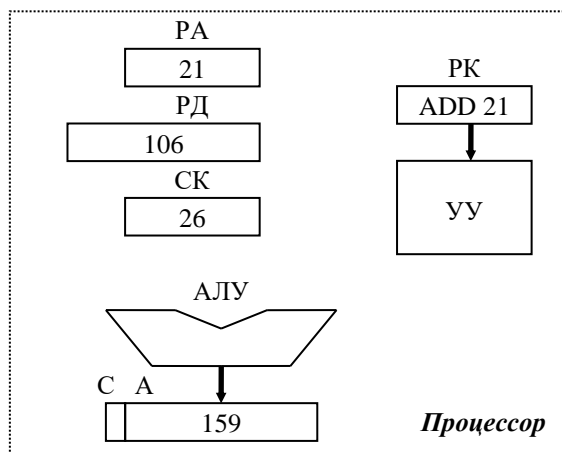 РА
21
РК
РД
ADD 21
106
СК
26
УУ
АЛУ
С А
159
Процессор